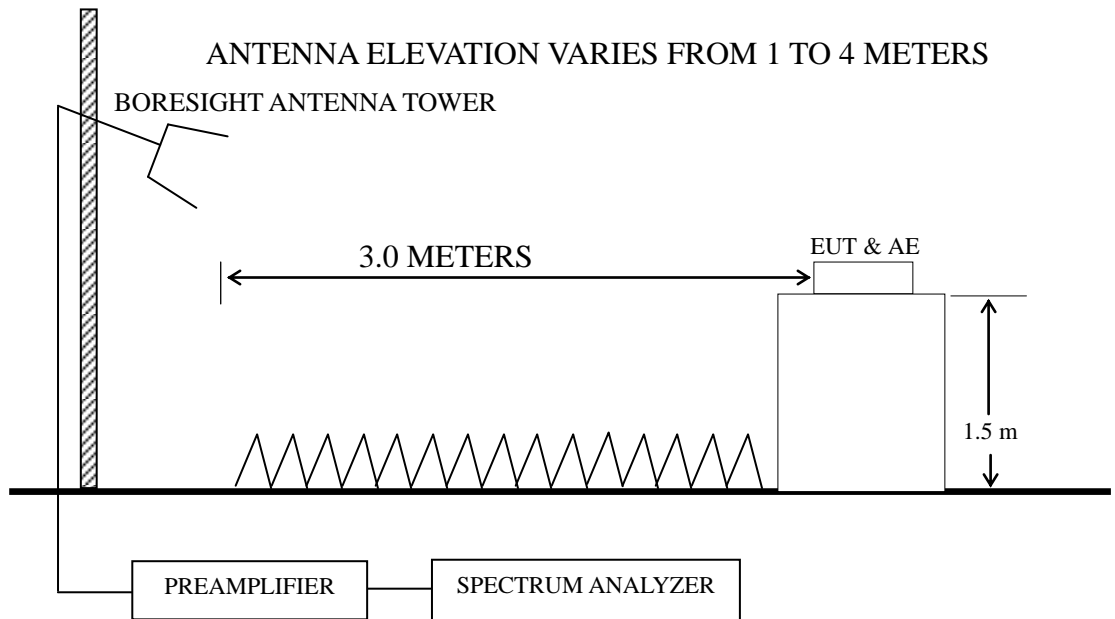 ANTENNA ELEVATION VARIES FROM 1 TO 4 METERS
BORESIGHT ANTENNA TOWER
3.0 METERS
EUT & AE
1.5 m
PREAMPLIFIER
SPECTRUM ANALYZER